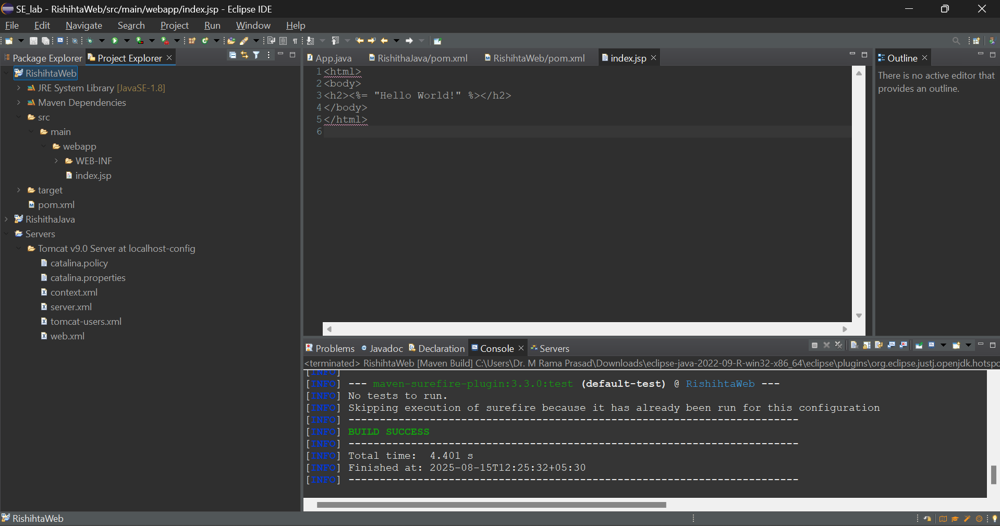 SE_lab - RishihtaWeb/src/main/webapp/index.jsp - Eclipse IDE
File Edit Navigate Search Project Run Window Help
Package Explorer Project Explorer
RishihtaWeb
JRE System Library [JavaSE-1.8]
Maven Dependencies
src
main
webapp
WEB-INF
index.jsp
target
pom.xml
RishithaJava
Servers
Tomcat v9.0 Server at localhost-config
catalina.policy
catalina.properties
context.xml
server.xml
tomcat-users.xml
web.xml
App.java RishithaJava/pom.xml RishihtaWeb/pom.xml index.jsp
1 <html>
2 <body>
3 <h2><%= "Hello World!" %></h2>
4 </body>
5 </html>
6
Outline
There is no active editor that
provides an outline.
Problems Javadoc Declaration Console Servers
<terminated> RishihtaWeb [Maven Build] C:\Users\Dr. M Rama Prasad\Downloads\eclipse-java-2022-09-R-win32-x86_64\eclipse\plugins\org.eclipse.justj.openjdk.hotspo
[INFO]
[INFO] --- maven-surefire-plugin:3.3.0:test (default-test) @ RishihtaWeb ---
[INFO] No tests to run.
[INFO] Skipping execution of surefire because it has already been run for this configuration
[INFO] ------------------------------------------------------------------------
[INFO] BUILD SUCCESS
[INFO] ------------------------------------------------------------------------
[INFO] Total time:  4.401 s
[INFO] Finished at: 2025-08-15T12:25:32+05:30
[INFO] ------------------------------------------------------------------------
RishihtaWeb